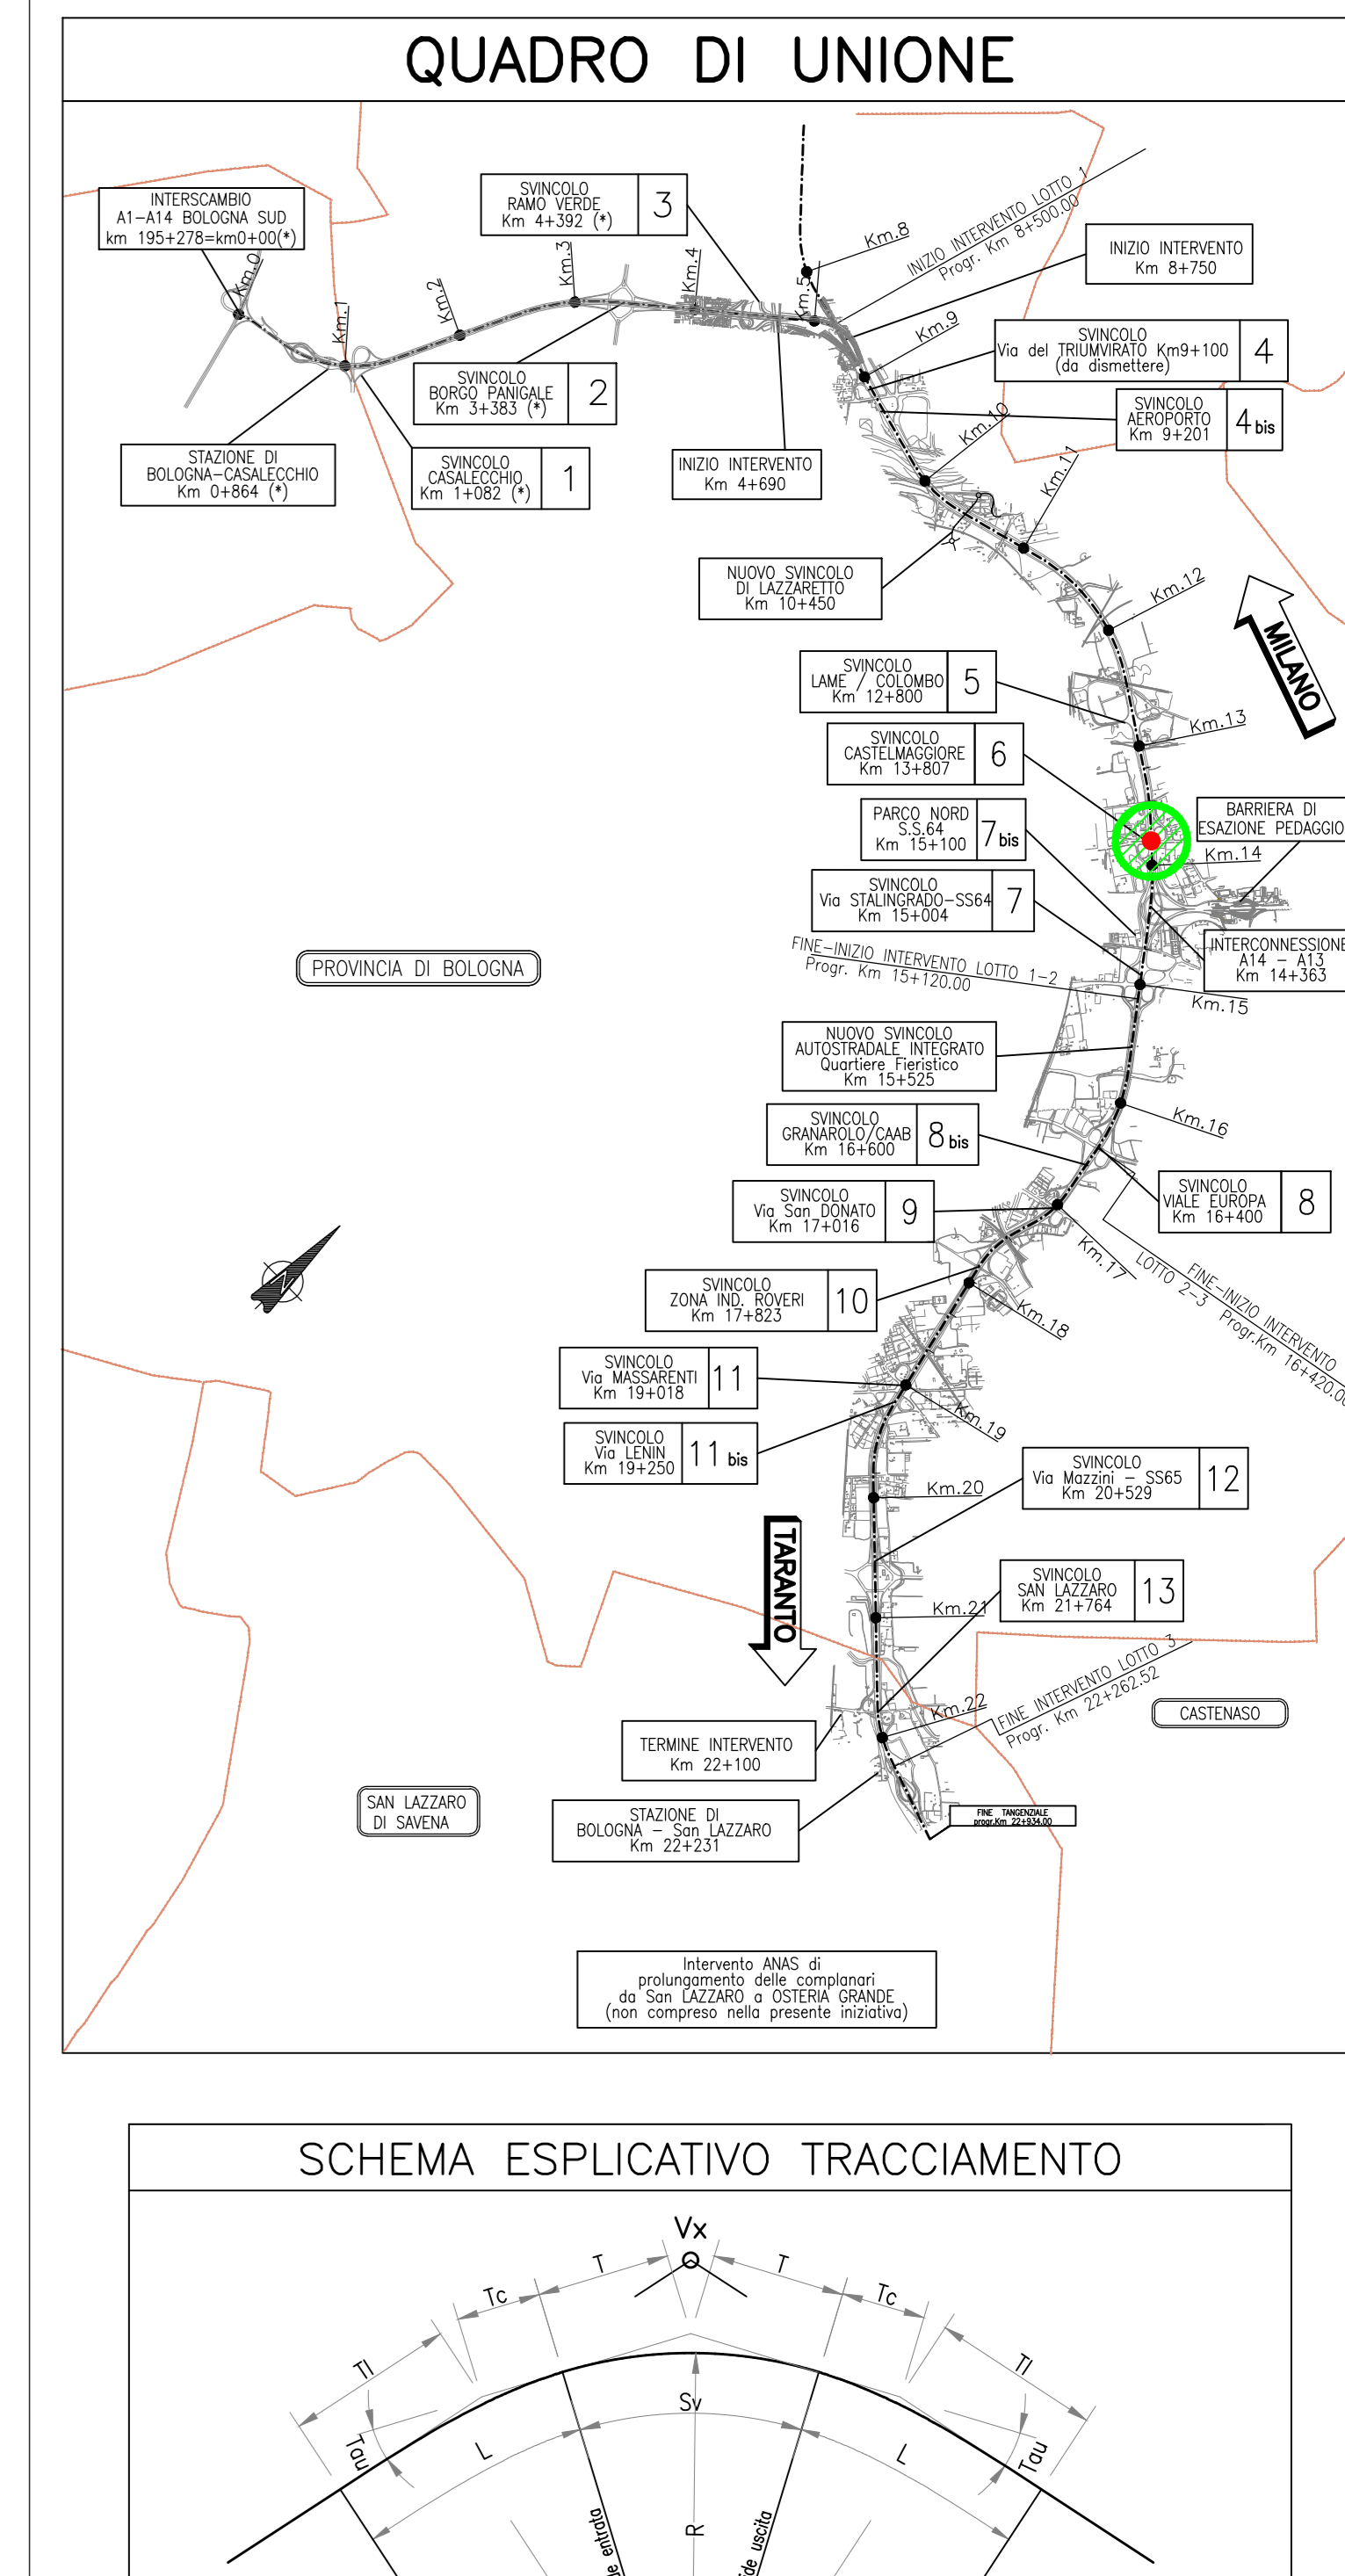 QUADRO DI UNIONE
INTERSCAMBIO
A1-A14 BOLOGNA SUD
km 195+278=km0+00(*)
SVINCOLO
RAMO VERDE
Km 4+392 (*)
3
Km.0
Km.1
Km.2
Km.3
Km.4
Km.5
Km.8
INIZIO INTERVENTO LOTTO 1
Progr. Km 8+500.00
INIZIO INTERVENTO
Km 8+750
Km.9
SVINCOLO
Via del TRIUMVIRATO Km9+100
(da dismettere)
4
SVINCOLO
BORGO PANIGALE
Km 3+383 (*)
2
SVINCOLO
AEROPORTO
Km 9+201
4 bis
Km.10
STAZIONE DI
BOLOGNA-CASALECCHIO
Km 0+864 (*)
SVINCOLO
CASALECCHIO
Km 1+082 (*)
1
INIZIO INTERVENTO
Km 4+690
Km.11
NUOVO SVINCOLO
DI LAZZARETTO
Km 10+450
Km.12
MILANO
SVINCOLO
LAME / COLOMBO
Km 12+800
5
Km.13
SVINCOLO
CASTELMAGGIORE
Km 13+807
6
PARCO NORD
S.S.64
Km 15+100
7 bis
BARRIERA DI
ESAZIONE PEDAGGIO
Km.14
SVINCOLO
Via STALINGRADO-SS64
Km 15+004
7
FINE-INIZIO INTERVENTO LOTTO 1-2
Progr. Km 15+120.00
INTERCONNESSIONE
A14 - A13
Km 14+363
PROVINCIA DI BOLOGNA
Km.15
NUOVO SVINCOLO
AUTOSTRADALE INTEGRATO
Quartiere Fieristico
Km 15+525
Km.16
SVINCOLO
GRANAROLO/CAAB
Km 16+600
8 bis
SVINCOLO
VIALE EUROPA
Km 16+400
8
SVINCOLO
Via San DONATO
Km 17+016
9
Km.17
FINE-INIZIO INTERVENTO
LOTTO 2-3 Progr.Km 16+420.00
SVINCOLO
ZONA IND. ROVERI
Km 17+823
10
Km.18
SVINCOLO
Via MASSARENTI
Km 19+018
11
Km.19
SVINCOLO
Via LENIN
Km 19+250
11 bis
SVINCOLO
Via Mazzini - SS65
Km 20+529
12
Km.20
TARANTO
SVINCOLO
SAN LAZZARO
Km 21+764
13
Km.21
FINE INTERVENTO LOTTO 3
Progr. Km 22+262.52
Km.22
CASTENASO
TERMINE INTERVENTO
Km 22+100
SAN LAZZARO
DI SAVENA
STAZIONE DI
BOLOGNA - San LAZZARO
Km 22+231
FINE TANGENZIALE
progr.Km 22+934.00
Intervento ANAS di
prolungamento delle complanari
da San LAZZARO a OSTERIA GRANDE
(non compreso nella presente iniziativa)
SCHEMA ESPLICATIVO TRACCIAMENTO
Vx
T
T
Tc
Tc
Tl
Tl
Sv
Tau
L
L
Tau
R
entrata
uscita